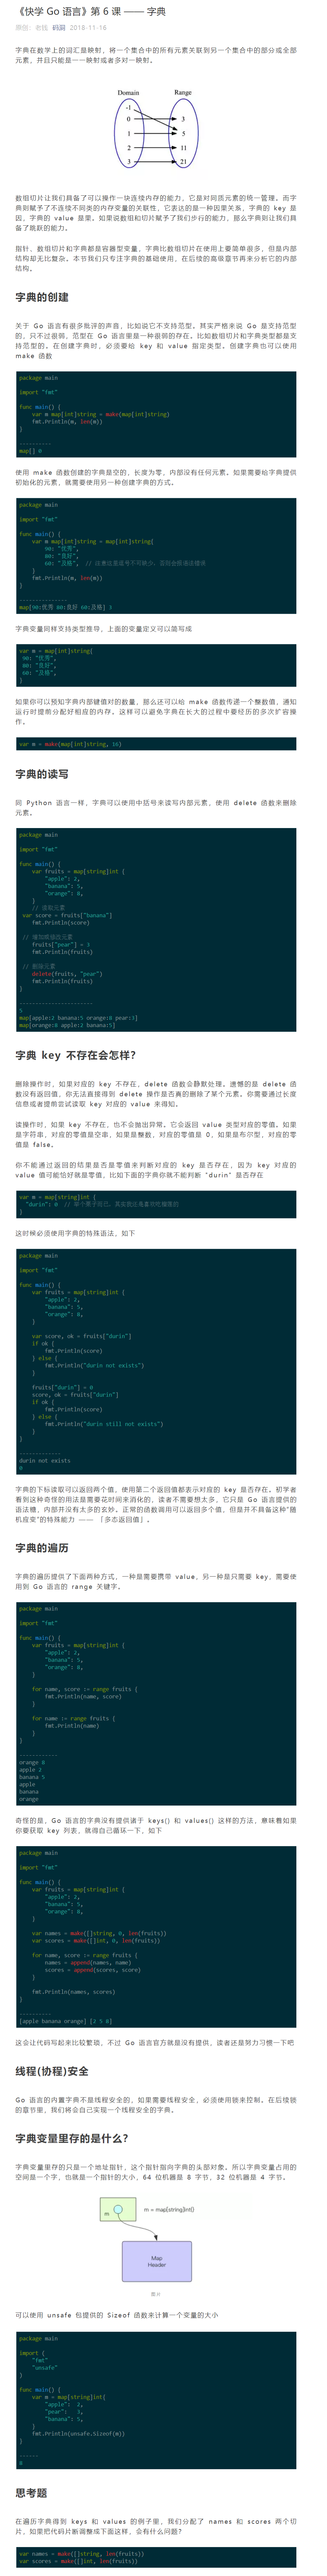 《快学 Go 语言》第 6 课 —— 字典
原创： 老钱 码洞 2018-11-16
字典在数学上的词汇是映射，将一个集合中的所有元素关联到另一个集合中的部分或全部
元素，并且只能是一一映射或者多对一映射。
Domain Range
-1
0 3
1 5
2 11
3 21
数组切片让我们具备了可以操作一块连续内存的能力，它是对同质元素的统一管理。而字
典则赋予了不连续不同类的内存变量的关联性，它表达的是一种因果关系，字典的 key 是
因，字典的 value 是果。如果说数组和切片赋予了我们步行的能力，那么字典则让我们具
备了跳跃的能力。
指针、数组切片和字典都是容器型变量，字典比数组切片在使用上要简单很多，但是内部
结构却无比复杂。本节我们只专注字典的基础使用，在后续的高级章节再来分析它的内部
结构。
字典的创建
关于 Go 语言有很多批评的声音，比如说它不支持范型。其实严格来说 Go 是支持范型
的，只不过很弱，范型在 Go 语言里是一种很弱的存在。比如数组切片和字典类型都是支
持范型的。在创建字典时，必须要给 key 和 value 指定类型。创建字典也可以使用
make 函数
package main
import "fmt"
func main() {
var m map[int]string = make(map[int]string)
fmt.Println(m, len(m))
}
----------
map[] 0
使用 make 函数创建的字典是空的，长度为零，内部没有任何元素。如果需要给字典提供
初始化的元素，就需要使用另一种创建字典的方式。
package main
import "fmt"
func main() {
var m map[int]string = map[int]string{
90: "优秀",
80: "良好",
60: "及格", // 注意这里逗号不可缺少，否则会报语法错误
}
fmt.Println(m, len(m))
}
---------------
map[90:优秀 80:良好 60:及格] 3
字典变量同样支持类型推导，上面的变量定义可以简写成
var m = map[int]string{
90: "优秀",
80: "良好",
60: "及格",
}
如果你可以预知字典内部键值对的数量，那么还可以给 make 函数传递一个整数值，通知
运行时提前分配好相应的内存。这样可以避免字典在长大的过程中要经历的多次扩容操
作。
var m = make(map[int]string, 16)
字典的读写
同 Python 语言一样，字典可以使用中括号来读写内部元素，使用 delete 函数来删除
元素。
package main
import "fmt"
func main() {
var fruits = map[string]int {
"apple": 2,
"banana": 5,
"orange": 8,
}
// 读取元素
var score = fruits["banana"]
fmt.Println(score)
// 增加或修改元素
fruits["pear"] = 3
fmt.Println(fruits)
// 删除元素
delete(fruits, "pear")
fmt.Println(fruits)
}
-----------------------
5
map[apple:2 banana:5 orange:8 pear:3]
map[orange:8 apple:2 banana:5]
字典 key 不存在会怎样?
删除操作时，如果对应的 key 不存在，delete 函数会静默处理。遗憾的是 delete 函
数没有返回值，你无法直接得到 delete 操作是否真的删除了某个元素。你需要通过长度
信息或者提前尝试读取 key 对应的 value 来得知。
读操作时，如果 key 不存在，也不会抛出异常。它会返回 value 类型对应的零值。如果
是字符串，对应的零值是空串，如果是整数，对应的零值是 0，如果是布尔型，对应的零
值是 false。
你不能通过返回的结果是否是零值来判断对应的 key 是否存在，因为 key 对应的
value 值可能恰好就是零值，比如下面的字典你就不能判断 "durin" 是否存在
var m = map[string]int {
"durin": 0 // 举个栗子而已，其实我还是喜欢吃榴莲的
}
这时候必须使用字典的特殊语法，如下
package main
import "fmt"
func main() {
var fruits = map[string]int {
"apple": 2,
"banana": 5,
"orange": 8,
}
var score, ok = fruits["durin"]
if ok {
fmt.Println(score)
} else {
fmt.Println("durin not exists")
}
fruits["durin"] = 0
score, ok = fruits["durin"]
if ok {
fmt.Println(score)
} else {
fmt.Println("durin still not exists")
}
}
-------------
durin not exists
0
字典的下标读取可以返回两个值，使用第二个返回值都表示对应的 key 是否存在。初学者
看到这种奇怪的用法是需要花时间来消化的，读者不需要想太多，它只是 Go 语言提供的
语法糖，内部并没有太多的玄妙。正常的函数调用可以返回多个值，但是并不具备这种"随
机应变"的特殊能力 —— 「多态返回值」。
字典的遍历
字典的遍历提供了下面两种方式，一种是需要携带 value，另一种是只需要 key，需要使
用到 Go 语言的 range 关键字。
package main
import "fmt"
func main() {
var fruits = map[string]int {
"apple": 2,
"banana": 5,
"orange": 8,
}
for name, score := range fruits {
fmt.Println(name, score)
}
for name := range fruits {
fmt.Println(name)
}
}
------------
orange 8
apple 2
banana 5
apple
banana
orange
奇怪的是，Go 语言的字典没有提供诸于 keys() 和 values() 这样的方法，意味着如果
你要获取 key 列表，就得自己循环一下，如下
package main
import "fmt"
func main() {
var fruits = map[string]int {
"apple": 2,
"banana": 5,
"orange": 8,
}
var names = make([]string, 0, len(fruits))
var scores = make([]int, 0, len(fruits))
for name, score := range fruits {
names = append(names, name)
scores = append(scores, score)
}
fmt.Println(names, scores)
}
----------
[apple banana orange] [2 5 8]
这会让代码写起来比较繁琐，不过 Go 语言官方就是没有提供，读者还是努力习惯一下吧
线程(协程)安全
Go 语言的内置字典不是线程安全的，如果需要线程安全，必须使用锁来控制。在后续锁
的章节里，我们将会自己实现一个线程安全的字典。
字典变量里存的是什么?
字典变量里存的只是一个地址指针，这个指针指向字典的头部对象。所以字典变量占用的
空间是一个字，也就是一个指针的大小，64 位机器是 8 字节，32 位机器是 4 字节。
m
m = map[string]int{}
Map
Header
图片
可以使用 unsafe 包提供的 Sizeof 函数来计算一个变量的大小
package main
import (
"fmt"
"unsafe"
)
func main() {
var m = map[string]int{
"apple": 2,
"pear": 3,
"banana": 5,
}
fmt.Println(unsafe.Sizeof(m))
}
------
8
思考题
在遍历字典得到 keys 和 values 的例子里，我们分配了 names 和 scores 两个切
片，如果把代码片断调整成下面这样，会有什么问题?
var names = make([]string, len(fruits))
var scores = make([]int, len(fruits))